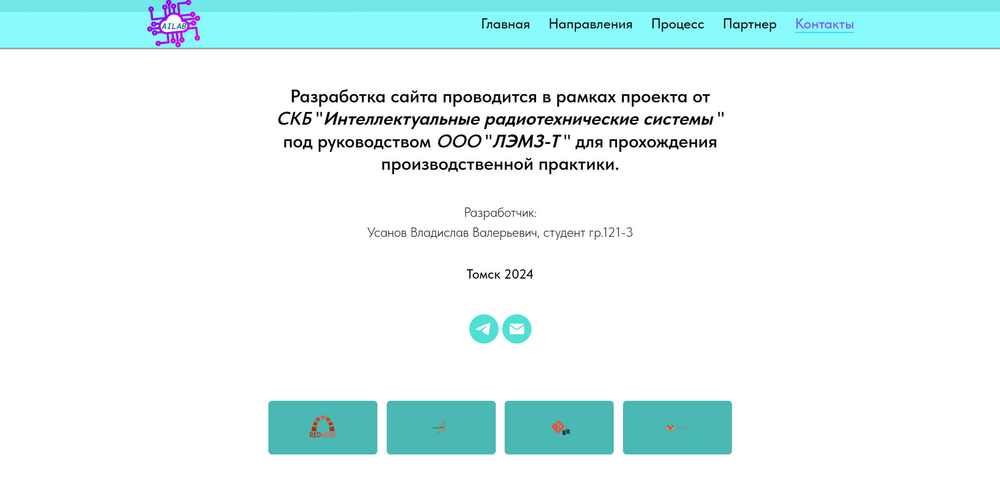 AILAB
Главная Направления Процесс Партнер Контакты
Разработка сайта проводится в рамках проекта от
СКБ "Интеллектуальные радиотехнические системы "
под руководством ООО "ЛЭМЗ-Т" для прохождения
производственной практики.
Разработчик:
Усанов Владислав Валерьевич, студент гр.121-3
Томск 2024
REDMINE
jupyter
git